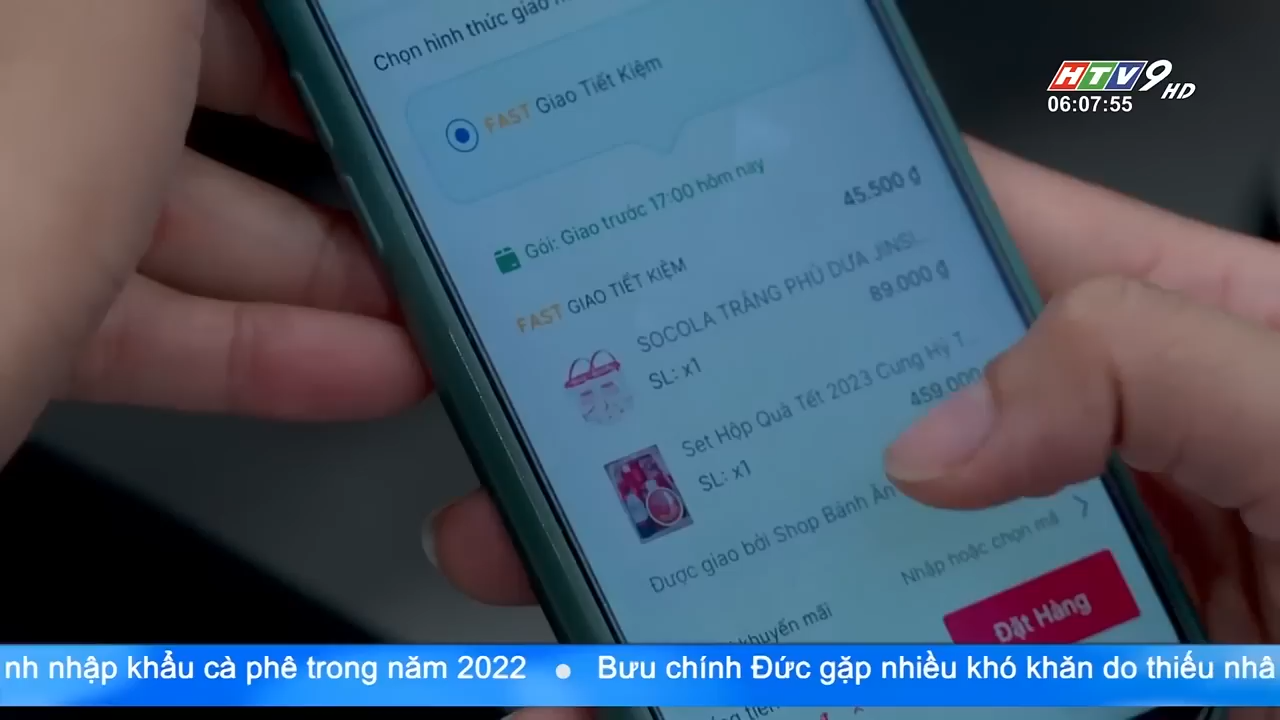 HTV9 HD
06:07:55
Chọn hình thức giao
FAST Giao Tiết Kiệm
Gói: Giao trước 17:00 hôm nay
45.500 ₫
FAST GIAO TIẾT KIỆM
SOCOLA TRẮNG PHỦ DỪA JINSI...
SL: x1
89.000 ₫
Set Hộp Quà Tết 2023 Cung Hỷ T
SL: x1
459.000
Được giao bởi Shop Bánh Ăn
Nhập hoặc chọn mã
khuyến mãi
Đặt Hàng
nh nhập khẩu cà phê trong năm 2022 ● Bưu chính Đức gặp nhiều khó khăn do thiếu nhâ